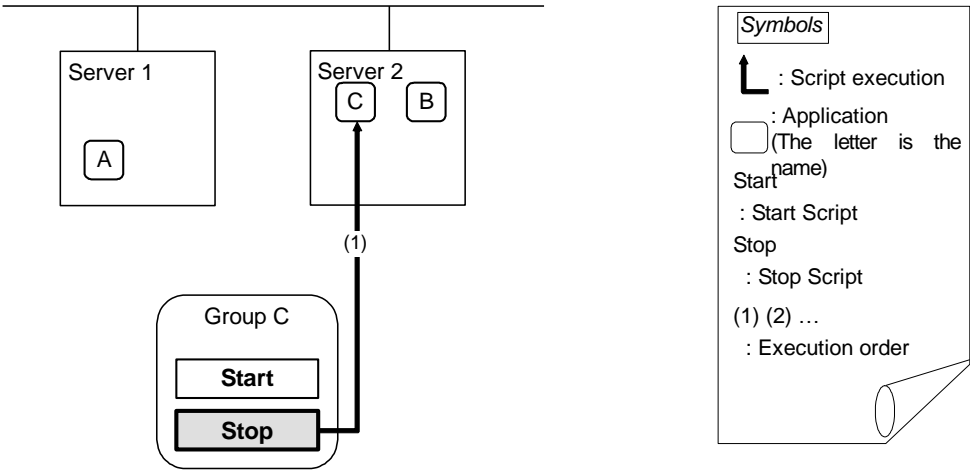 Server 1
A
Server 2
C
B
(1)
Group C
Start
Stop
Symbols
: Script execution
: Application
(The letter is the
name)
Start
: Start Script
Stop
: Stop Script
(1) (2) …
: Execution order